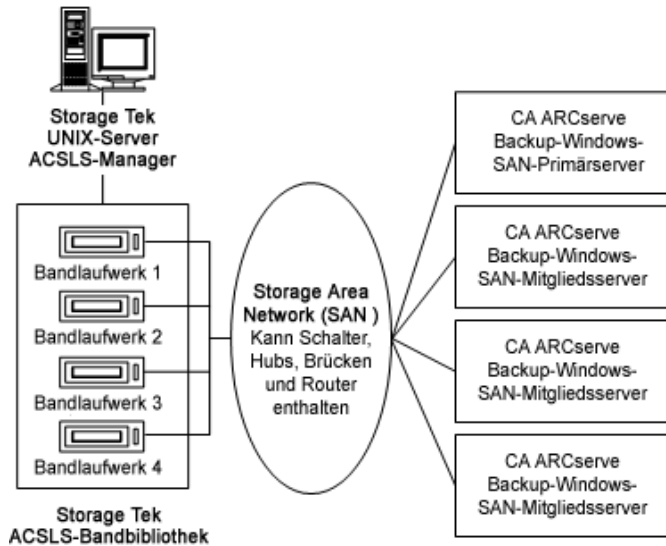 Storage Tek
UNIX-Server
ACSLS-Manager
Bandlaufwerk 1
Bandlaufwerk 2
Bandlaufwerk 3
Bandlaufwerk 4
Storage Tek
ACSLS-Bandbibliothek
Storage Area
Network (SAN )
Kann Schalter,
Hubs, Brücken
und Router
enthalten
CA ARCserve
Backup-Windows-
SAN-Primärserver
CA ARCserve
Backup-Windows-
SAN-Mitgliedsserver
CA ARCserve
Backup-Windows-
SAN-Mitgliedsserver
CA ARCserve
Backup-Windows-
SAN-Mitgliedsserver